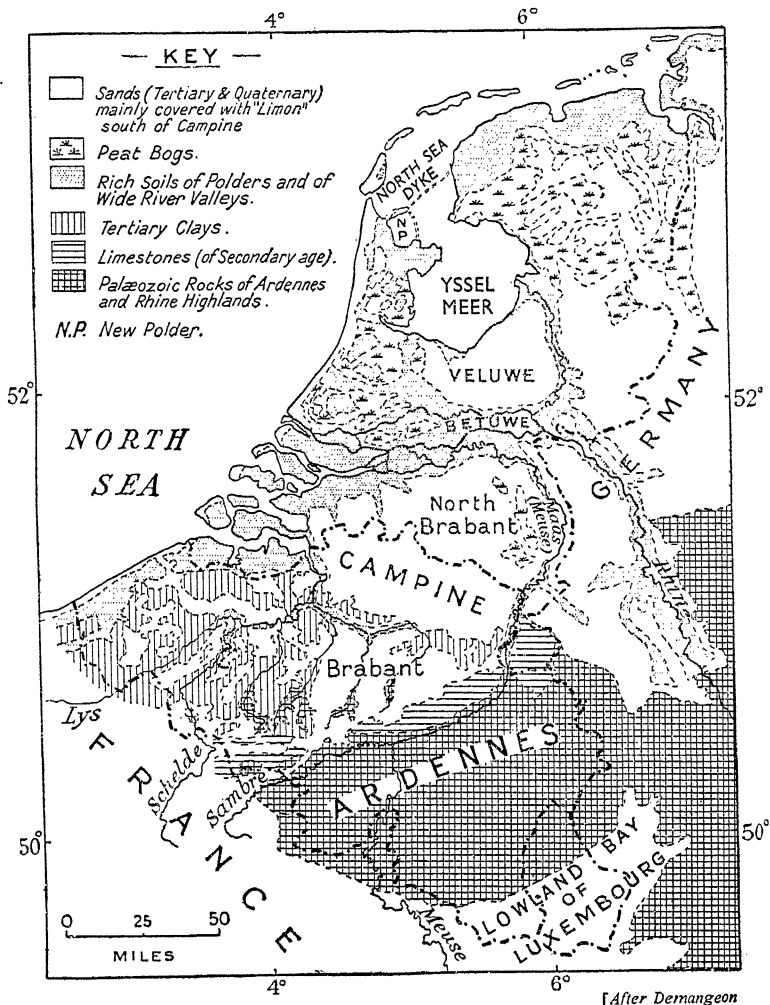 4°
6°
— KEY —
Sands (Tertiary & Quaternary)
mainly covered with "Limon"
south of Campine
Peat Bogs.
Rich Soils of Polders and of
Wide River Valleys.
Tertiary Clays.
Limestones (of Secondary age).
Palæozoic Rocks of Ardennes
and Rhine Highlands.
N.P. New Polder.
NORTH SEA
DYKE
N
P
YSSEL
MEER
VELUWE
52°
52°
BETUWE
GERMANY
NORTH
SEA
North
Brabant
Maas
(Meuse)
CAMPINE
Rhine
Brabant
Lys
Schelde
Sambre
FRANCE
ARDENNES
50°
50°
LOWLAND BAY
OF
LUXEMBOURG
Meuse
0 25 50
MILES
4°
6°
[After Demangeon